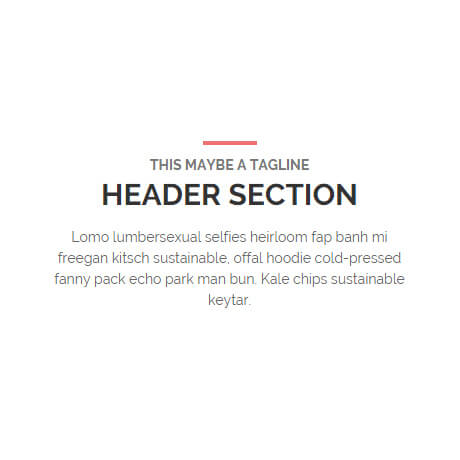 THIS MAYBE A TAGLINE
HEADER SECTION
Lomo lumbersexual selfies heirloom fap banh mi
freegan kitsch sustainable, offal hoodie cold-pressed
fanny pack echo park man bun. Kale chips sustainable
keytar.